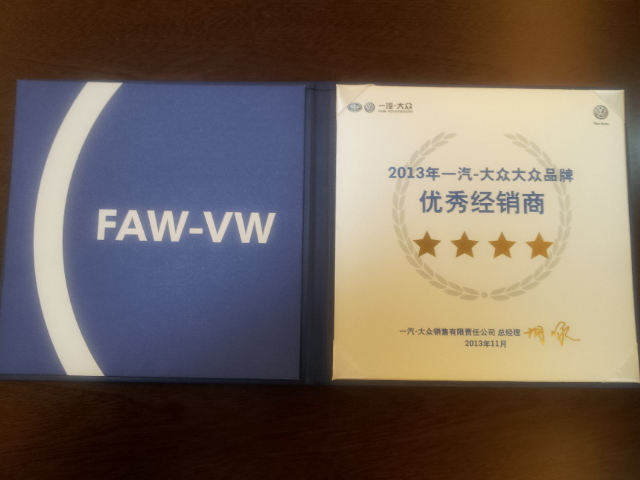 FAW-VW
一汽-大众
2013年一汽-大众大众品牌
优秀经销商
一汽-大众销售有限责任公司 总经理
2013年11月